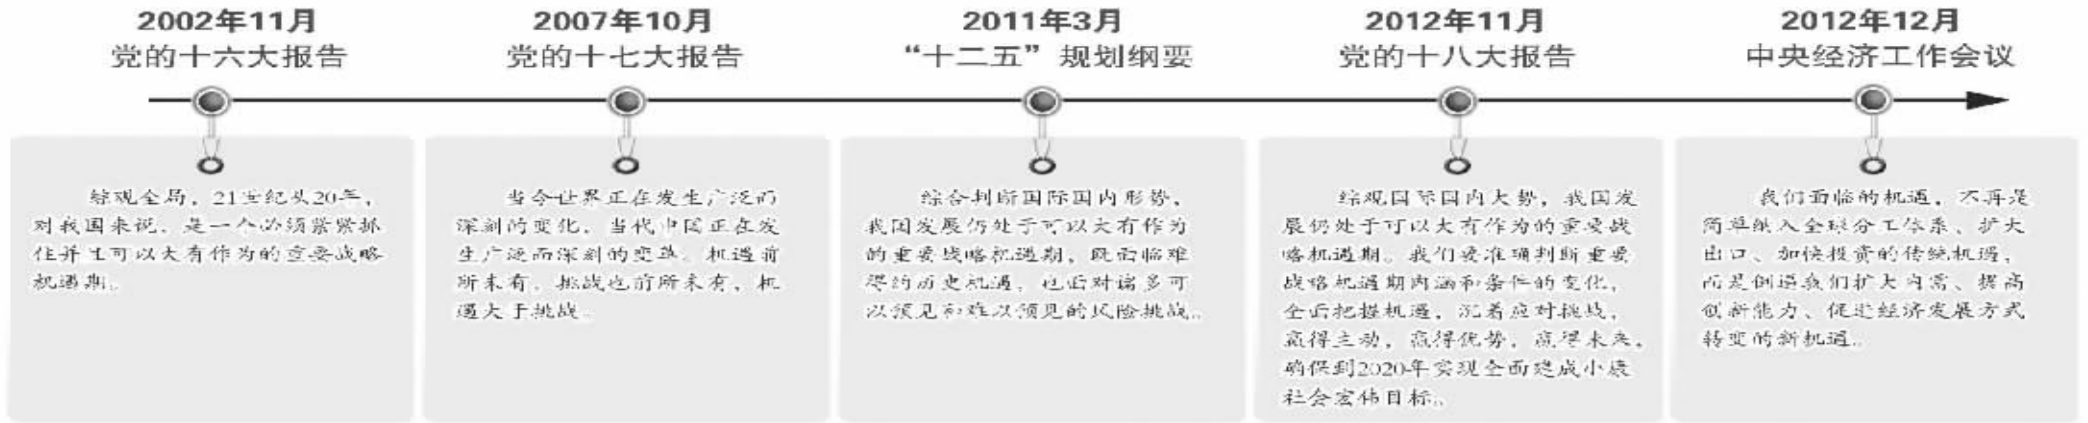 2002年11月
党的十六大报告
综观全局，21世纪头20年，
对我国来说，是一个必须紧紧抓
住并且可以大有作为的重要战略
机遇期。
2007年10月
党的十七大报告
当今世界正在发生广泛而
深刻的变化，当代中国正在发
生广泛而深刻的变革。机遇前
所未有，挑战也前所未有，机
遇大于挑战。
2011年3月
“十二五”规划纲要
综合判断国际国内形势，
我国发展仍处于可以大有作为
的重要战略机遇期，既面临难
得的历史机遇，也面对诸多可
以预见和难以预见的风险挑战。
2012年11月
党的十八大报告
综观国际国内大势，我国发
展仍处于可以大有作为的重要战
略机遇期。我们要准确判断重要
战略机遇期内涵和条件的变化，
全面把握机遇，沉着应对挑战，
赢得主动，赢得优势，赢得未来，
确保到2020年实现全面建成小康
社会宏伟目标。
2012年12月
中央经济工作会议
我们面临的机遇，不再是
简单纳入全球分工体系、扩大
出口、加快投资的传统机遇，
而是倒逼我们扩大内需、提高
创新能力、促进经济发展方式
转变的新机遇。